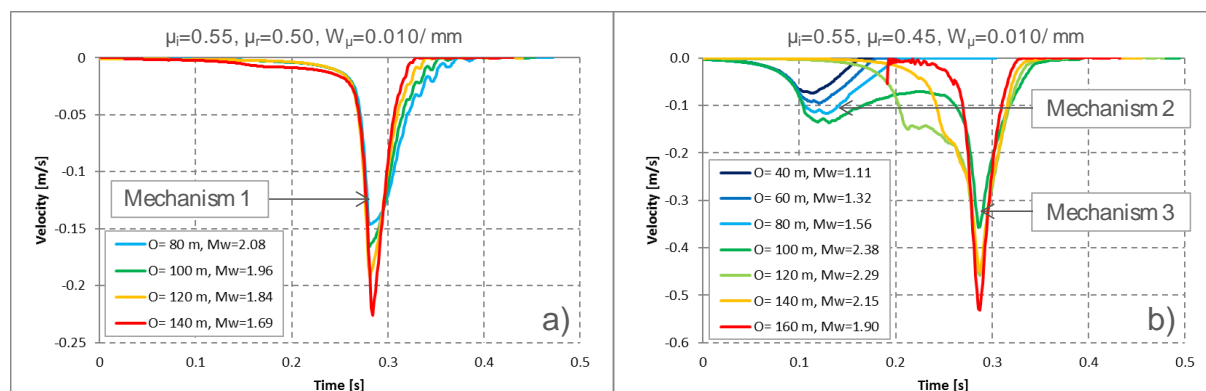 μi=0.55, μr=0.50, Wμ=0.010/ mm
0
-0.05
-0.1
-0.15
-0.2
-0.25
Velocity [m/s]
Mechanism 1
O= 80 m, Mw=2.08
O= 100 m, Mw=1.96
O= 120 m, Mw=1.84
O= 140 m, Mw=1.69
a)
0 0.1 0.2 0.3 0.4 0.5
Time [s]
μi=0.55, μr=0.45, Wμ=0.010/ mm
0
-0.1
-0.2
-0.3
-0.4
-0.5
-0.6
Velocity [m/s]
Mechanism 2
Mechanism 3
O= 40 m, Mw=1.11
O= 60 m, Mw=1.32
O= 80 m, Mw=1.56
O= 100 m, Mw=2.38
O= 120 m, Mw=2.29
O= 140 m, Mw=2.15
O= 160 m, Mw=1.90
b)
0 0.1 0.2 0.3 0.4 0.5
Time [s]